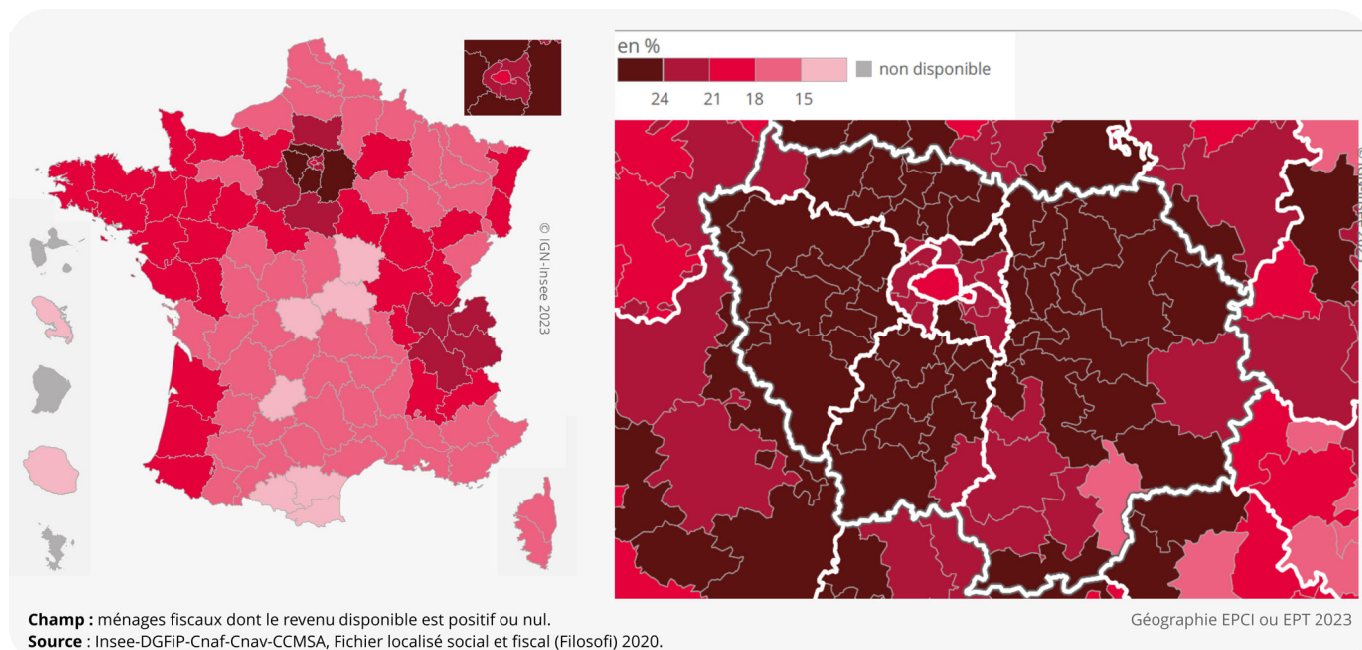 en %
non disponible
24 21 18 15
© IGN-Insee 2023
Champ : ménages fiscaux dont le revenu disponible est positif ou nul.
Source : Insee-DGFiP-Cnaf-Cnav-CCMSA, Fichier localisé social et fiscal (Filosofi) 2020.
Géographie EPCI ou EPT 2023